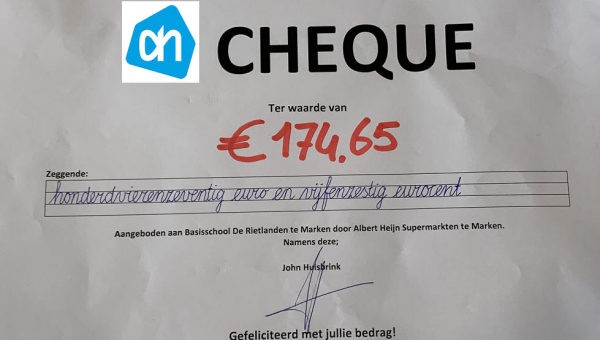 ah CHEQUE
Ter waarde van
€174.65
Zeggende:
honderdvierenzeventig euro en vijfenzestig eurocent
Aangeboden aan Basisschool De Rietlanden te Marken door Albert Heijn Supermarkten te Marken.
Namens deze;
John Huisbrink
Gefeliciteerd met jullie bedrag!